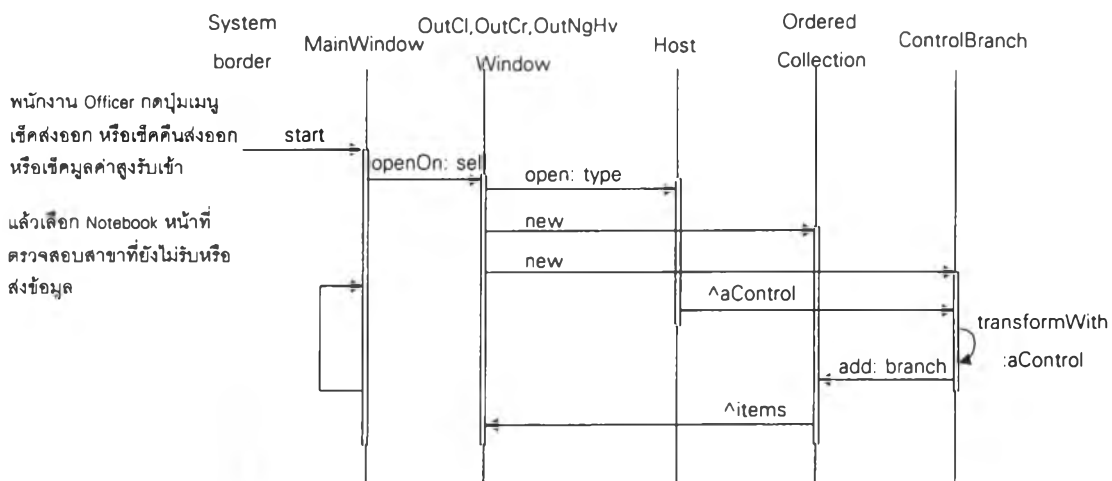 System
border
MainWindow
OutCl,OutCr,OutNgHv
Window
Host
Ordered
Collection
ControlBranch
พนักงาน Officer กดปุ่มเมนู
เช็คส่งออก หรือเช็คคืนส่งออก
หรือเช็คมูลค่าสูงรับเข้า
แล้วเลือก Notebook หน้าที่
ตรวจสอบสาขาที่ยังไม่รับหรือ
ส่งข้อมูล
start
openOn: sel
open: type
new
new
^aControl
transformWith
:aControl
add: branch
^items